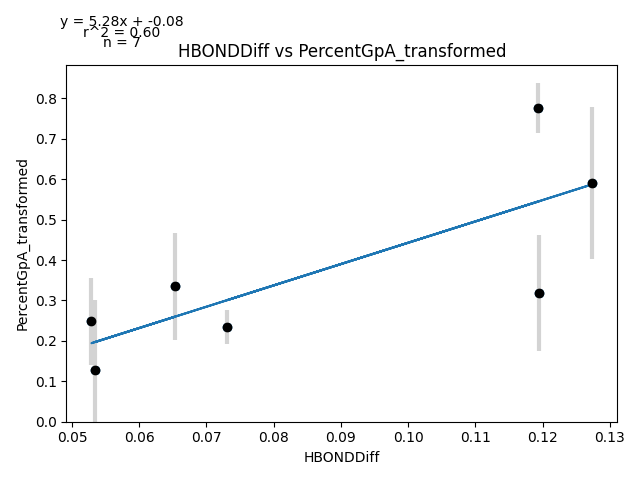 y = 5.28x + -0.08
r^2 = 0.60
n = 7
HBONDDiff vs PercentGpA_transformed
PercentGpA_transformed
0.8
0.7
0.6
0.5
0.4
0.3
0.2
0.1
0.0
0.05 0.06 0.07 0.08 0.09 0.10 0.11 0.12 0.13
HBONDDiff